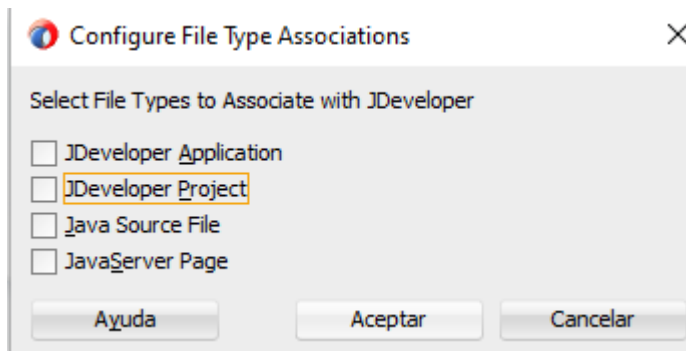 Configure File Type Associations
Select File Types to Associate with JDeveloper
JDeveloper Application
JDeveloper Project
Java Source File
JavaServer Page
Ayuda Aceptar Cancelar